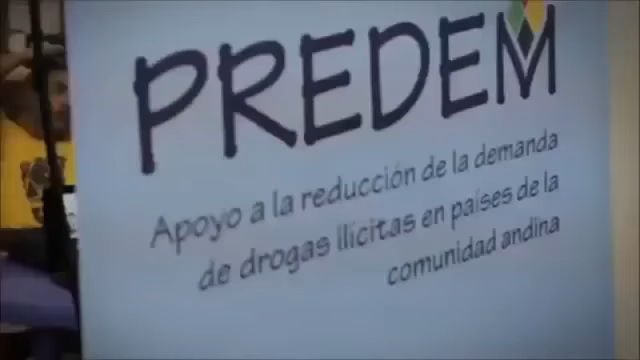 PREDEM
Apoyo a la reducción de la demanda
de drogas ilícitas en países de la
comunidad andina